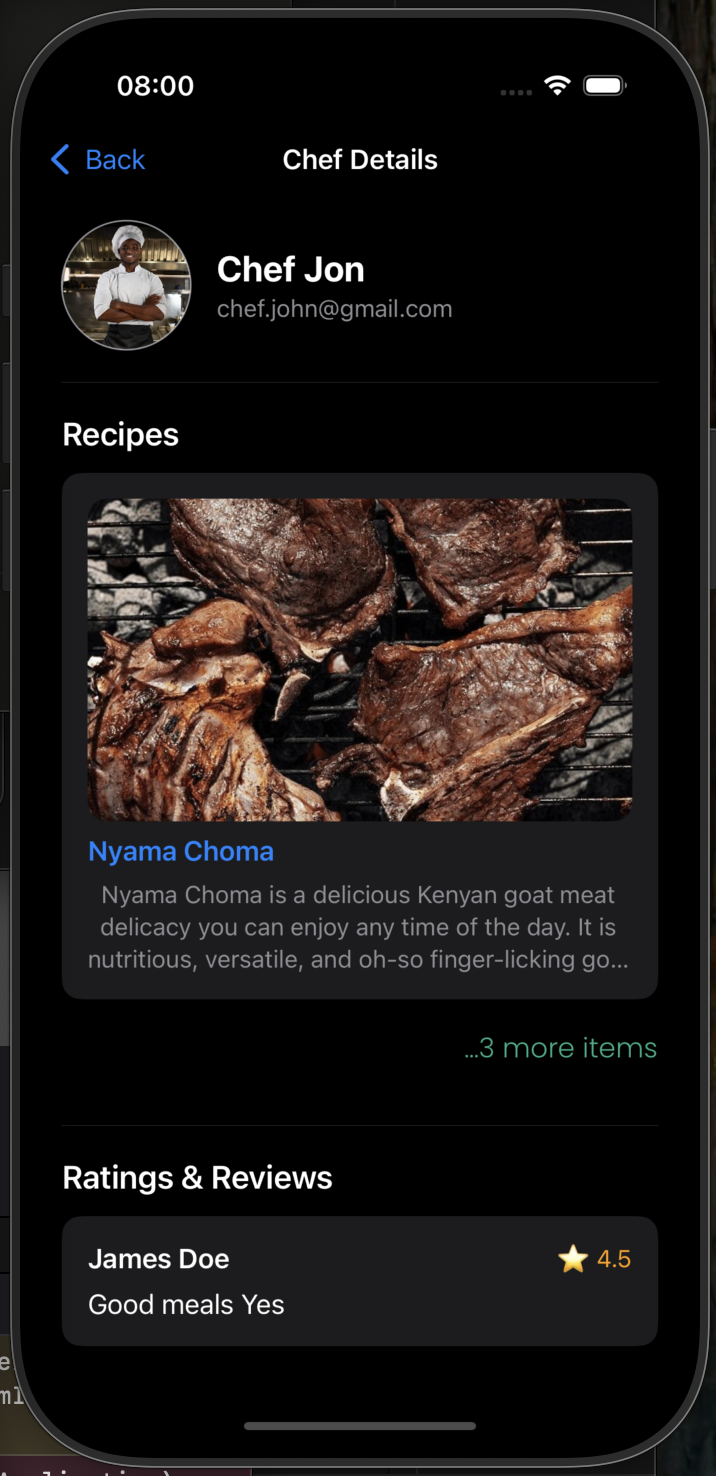 08:00
Back
Chef Details
Chef Jon
chef.john@gmail.com
Recipes
Nyama Choma
Nyama Choma is a delicious Kenyan goat meat
delicacy you can enjoy any time of the day. It is
nutritious, versatile, and oh-so finger-licking go...
...3 more items
Ratings & Reviews
James Doe
⭐ 4.5
Good meals Yes